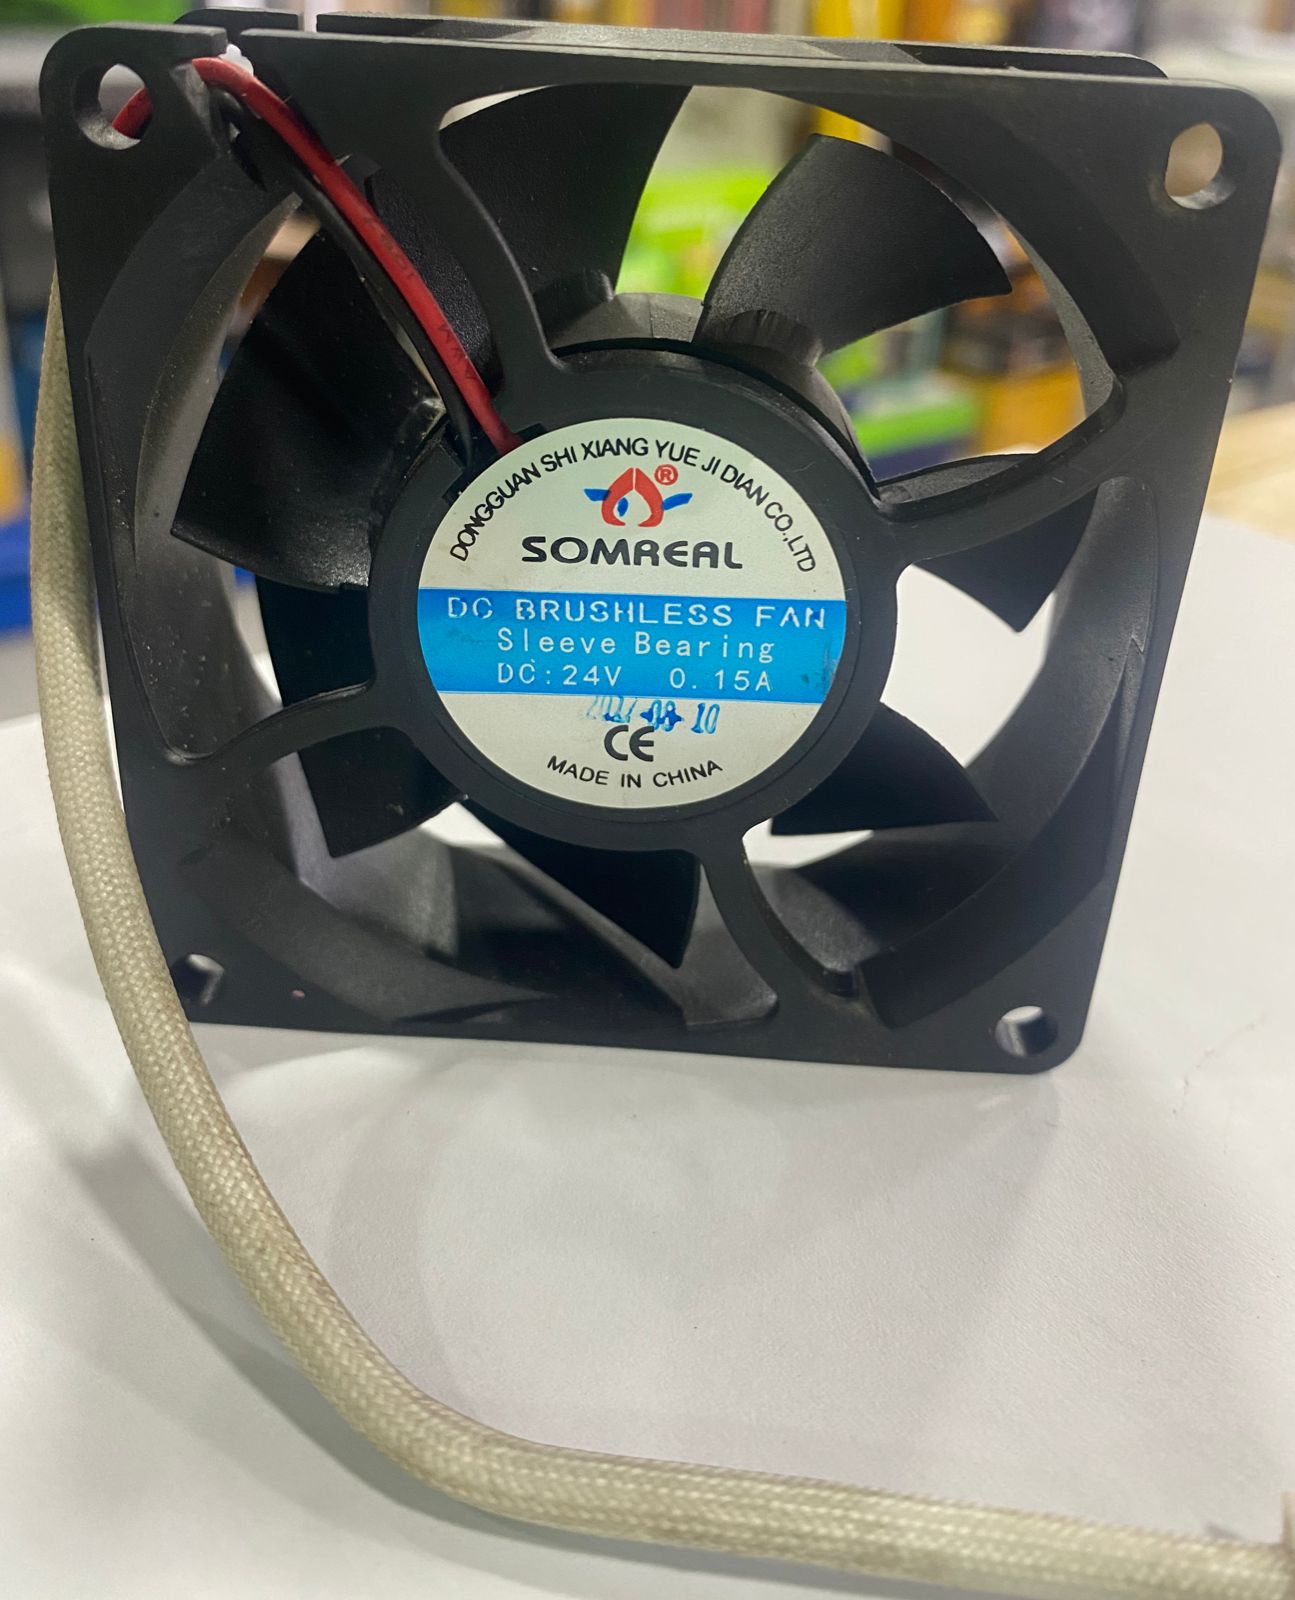 DONGGUAN SHI XIANG YUE JI DIAN CO.,LTD
®
SOMREAL
DC BRUSHLESS FAN
Sleeve Bearing
DC:24V 0.15A
CE
MADE IN CHINA